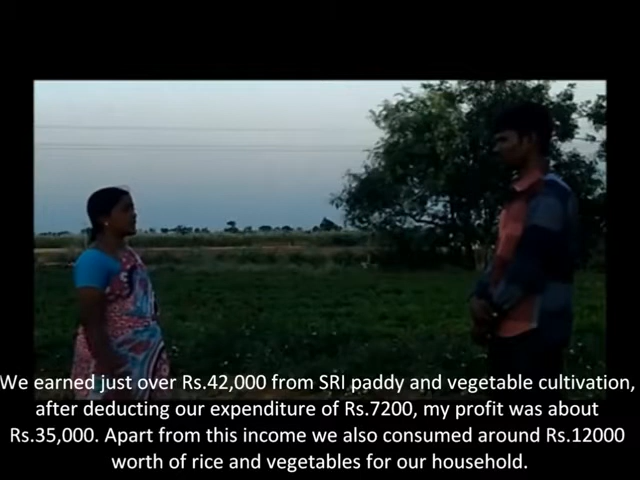 We earned just over Rs.42,000 from SRI paddy and vegetable cultivation,
after deducting our expenditure of Rs.7200, my profit was about
Rs.35,000. Apart from this income we also consumed around Rs.12000
worth of rice and vegetables for our household.